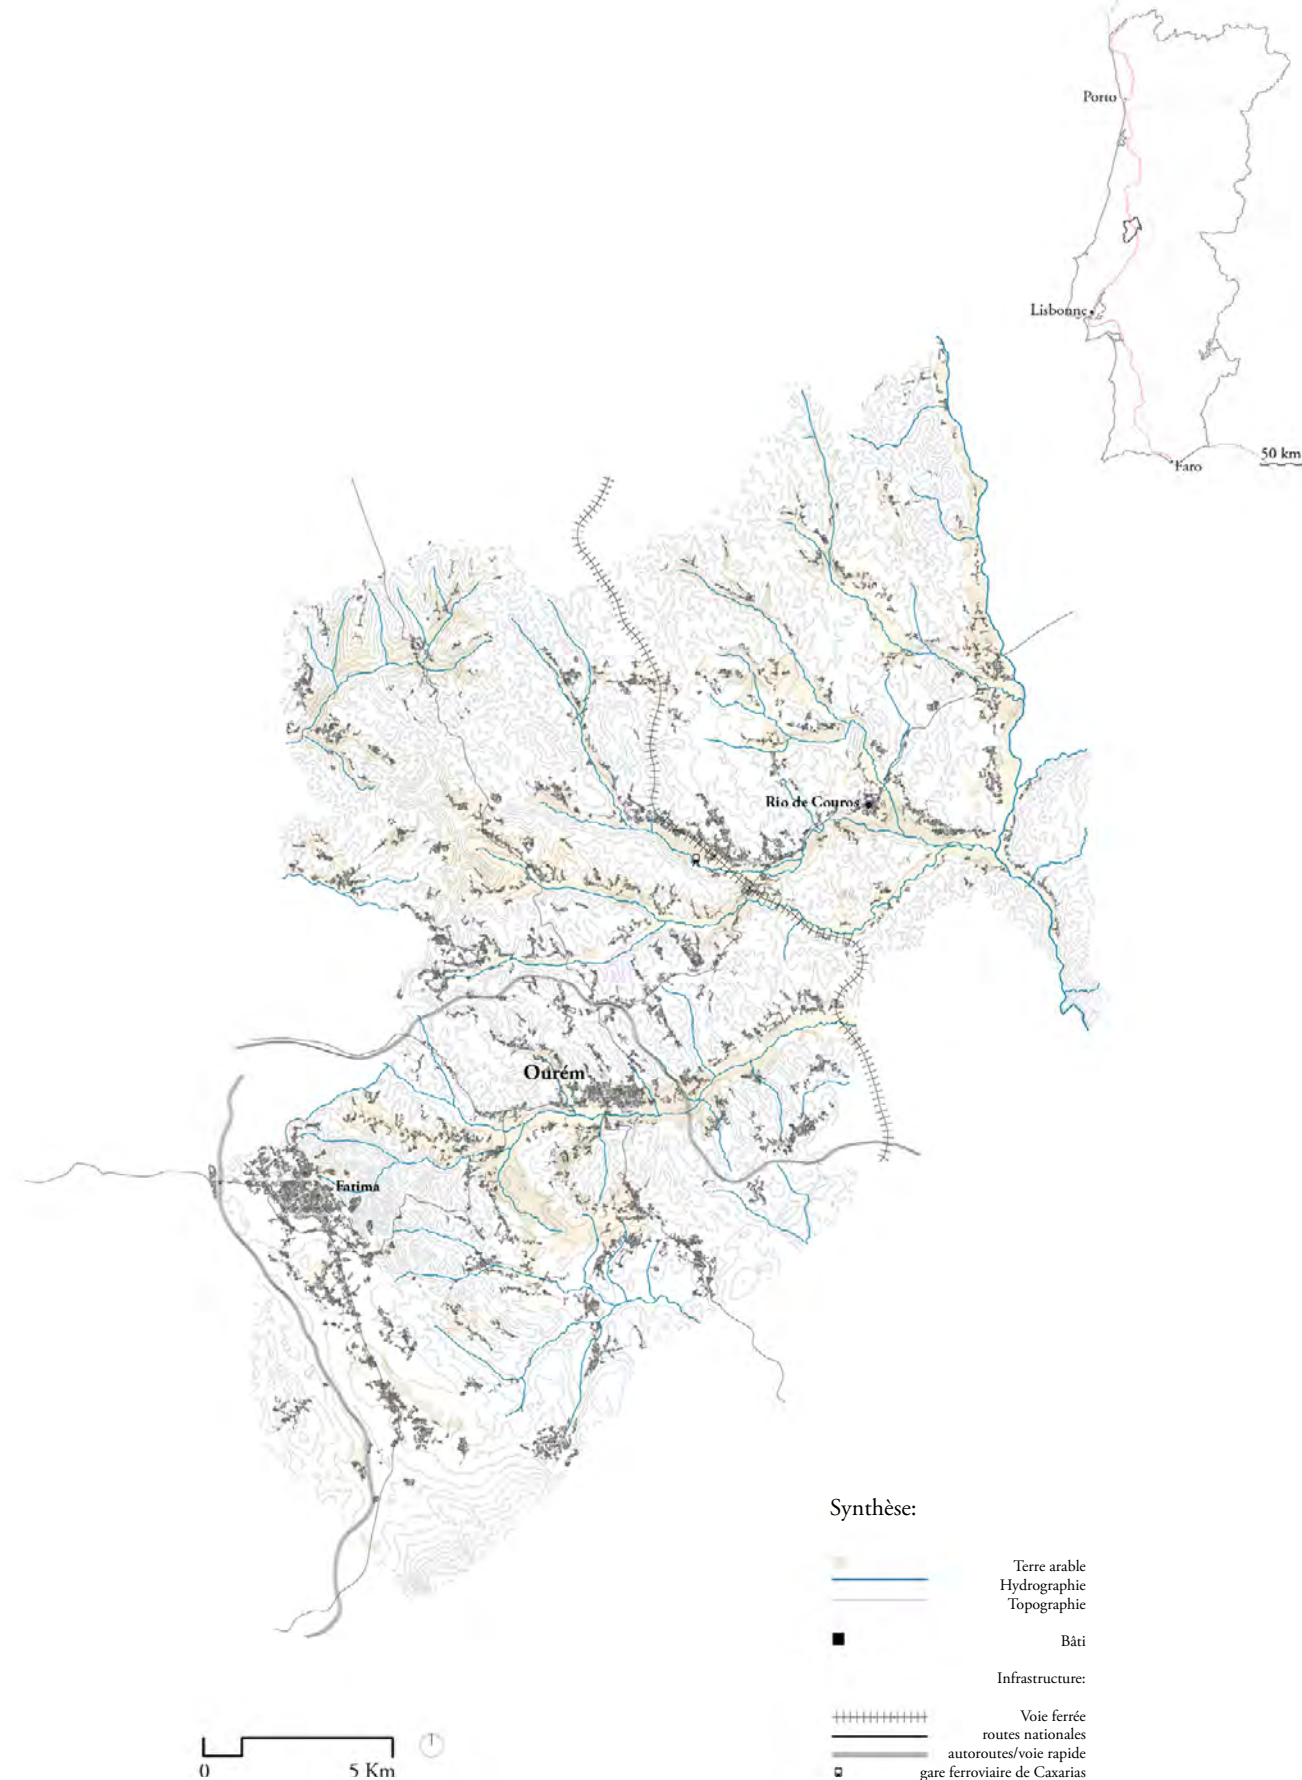 Porto
Lisbonne
Faro
50 km
Rio de Couros
Ourém
Fatima
Synthèse:
Terre arable
Hydrographie
Topographie
Bâti
Infrastructure:
Voie ferrée
routes nationales
autoroutes/voie rapide
gare ferroviaire de Caxarias
0 5 Km